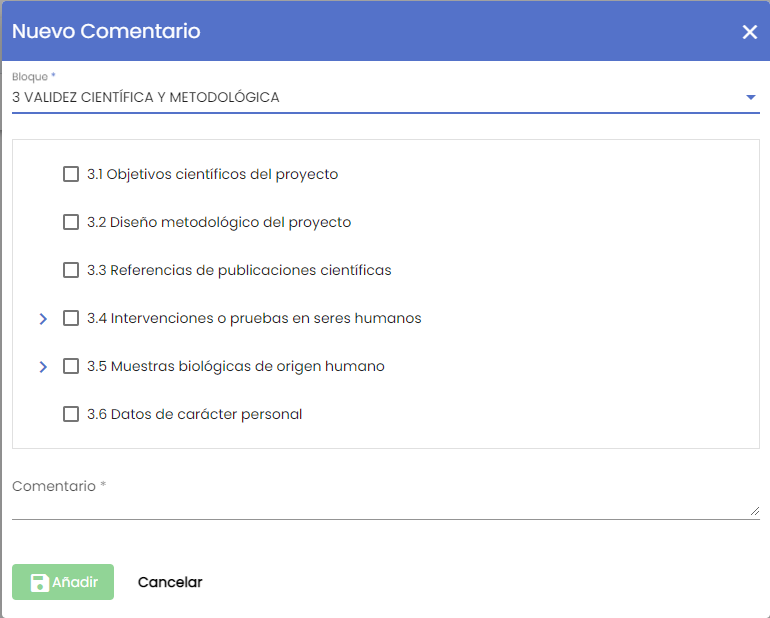 Nuevo Comentario
Bloque *
3 VALIDEZ CIENTÍFICA Y METODOLÓGICA
3.1 Objetivos científicos del proyecto
3.2 Diseño metodológico del proyecto
3.3 Referencias de publicaciones científicas
3.4 Intervenciones o pruebas en seres humanos
3.5 Muestras biológicas de origen humano
3.6 Datos de carácter personal
Comentario *
Añadir Cancelar